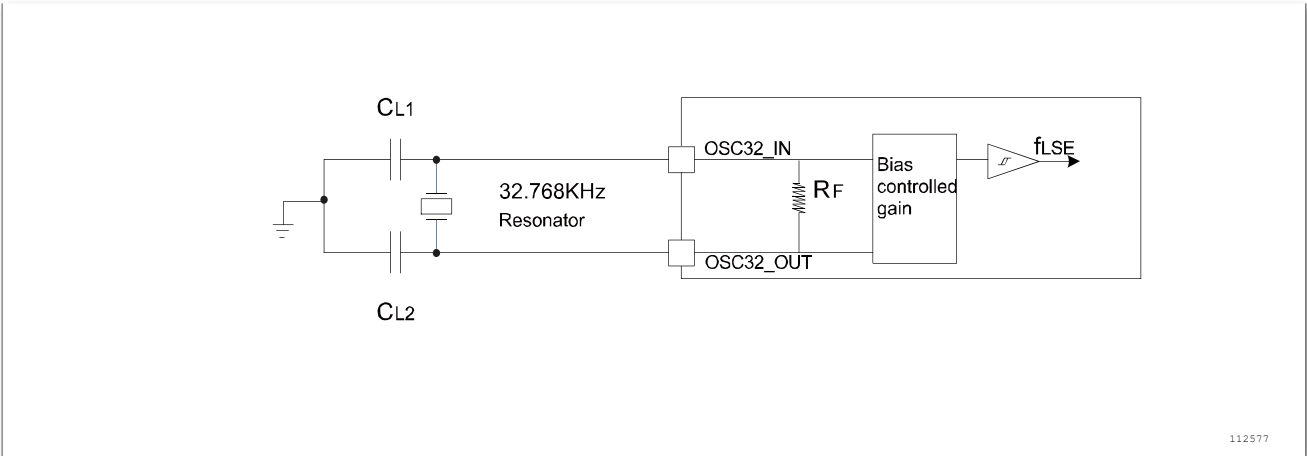 CL1
OSC32_IN
fLSE
Bias
controlled
gain
32.768KHz
Resonator
RF
OSC32_OUT
CL2
112577